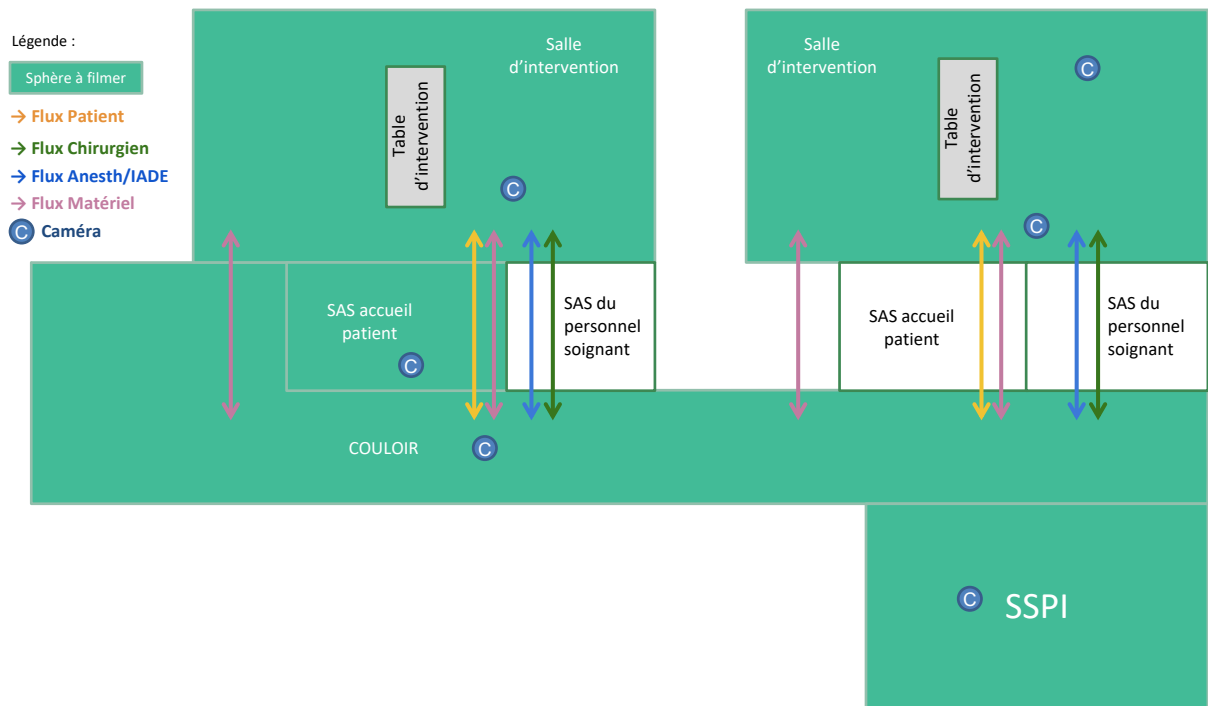 Légende :
Sphère à filmer
→ Flux Patient
→ Flux Chirurgien
→ Flux Anesth/IADE
→ Flux Matériel
C Caméra
Salle
d’intervention
Table
d’intervention
C
Salle
d’intervention
Table
d’intervention
C
C
SAS accueil
patient
C
SAS du
personnel
soignant
SAS accueil
patient
SAS du
personnel
soignant
COULOIR
C
C
SSPI